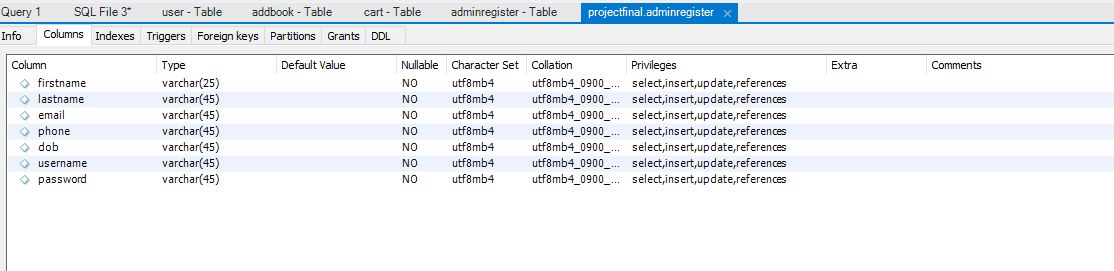 Query 1 SQL File 3* user - Table addbook - Table cart - Table adminregister - Table projectfinal.adminregister ×
Info Columns Indexes Triggers Foreign keys Partitions Grants DDL
Column Type Default Value Nullable Character Set Collation Privileges Extra Comments
firstname varchar(25) NO utf8mb4 utf8mb4_0900_... select,insert,update,references
lastname varchar(45) NO utf8mb4 utf8mb4_0900_... select,insert,update,references
email varchar(45) NO utf8mb4 utf8mb4_0900_... select,insert,update,references
phone varchar(45) NO utf8mb4 utf8mb4_0900_... select,insert,update,references
dob varchar(45) NO utf8mb4 utf8mb4_0900_... select,insert,update,references
username varchar(45) NO utf8mb4 utf8mb4_0900_... select,insert,update,references
password varchar(45) NO utf8mb4 utf8mb4_0900_... select,insert,update,references